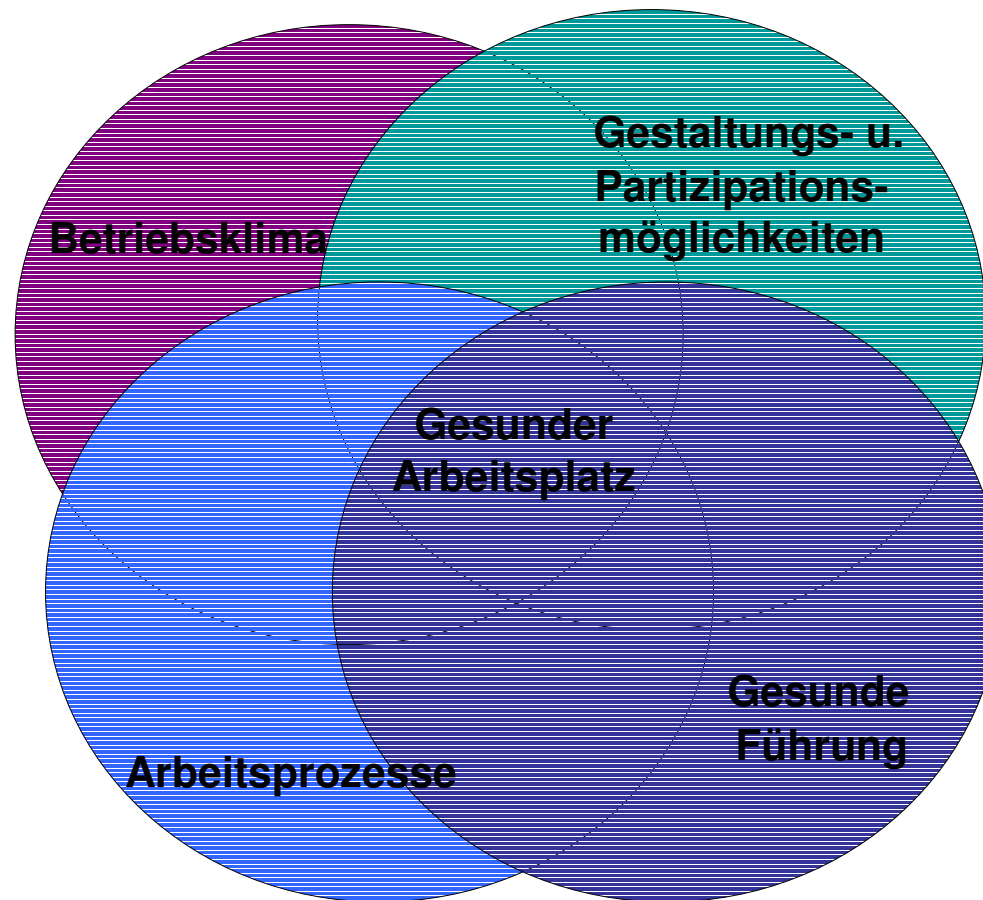 Gestaltungs- u.
Partizipations-
möglichkeiten
Betriebsklima
Gesunder
Arbeitsplatz
Gesunde
Führung
Arbeitsprozesse